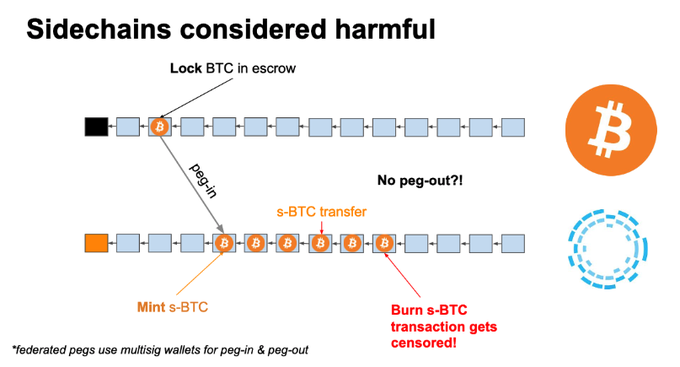 Sidechains considered harmful
Lock BTC in escrow
peg-in
No peg-out?!
s-BTC transfer
Mint s-BTC
Burn s-BTC
transaction gets
censored!
*federated pegs use multisig wallets for peg-in & peg-out